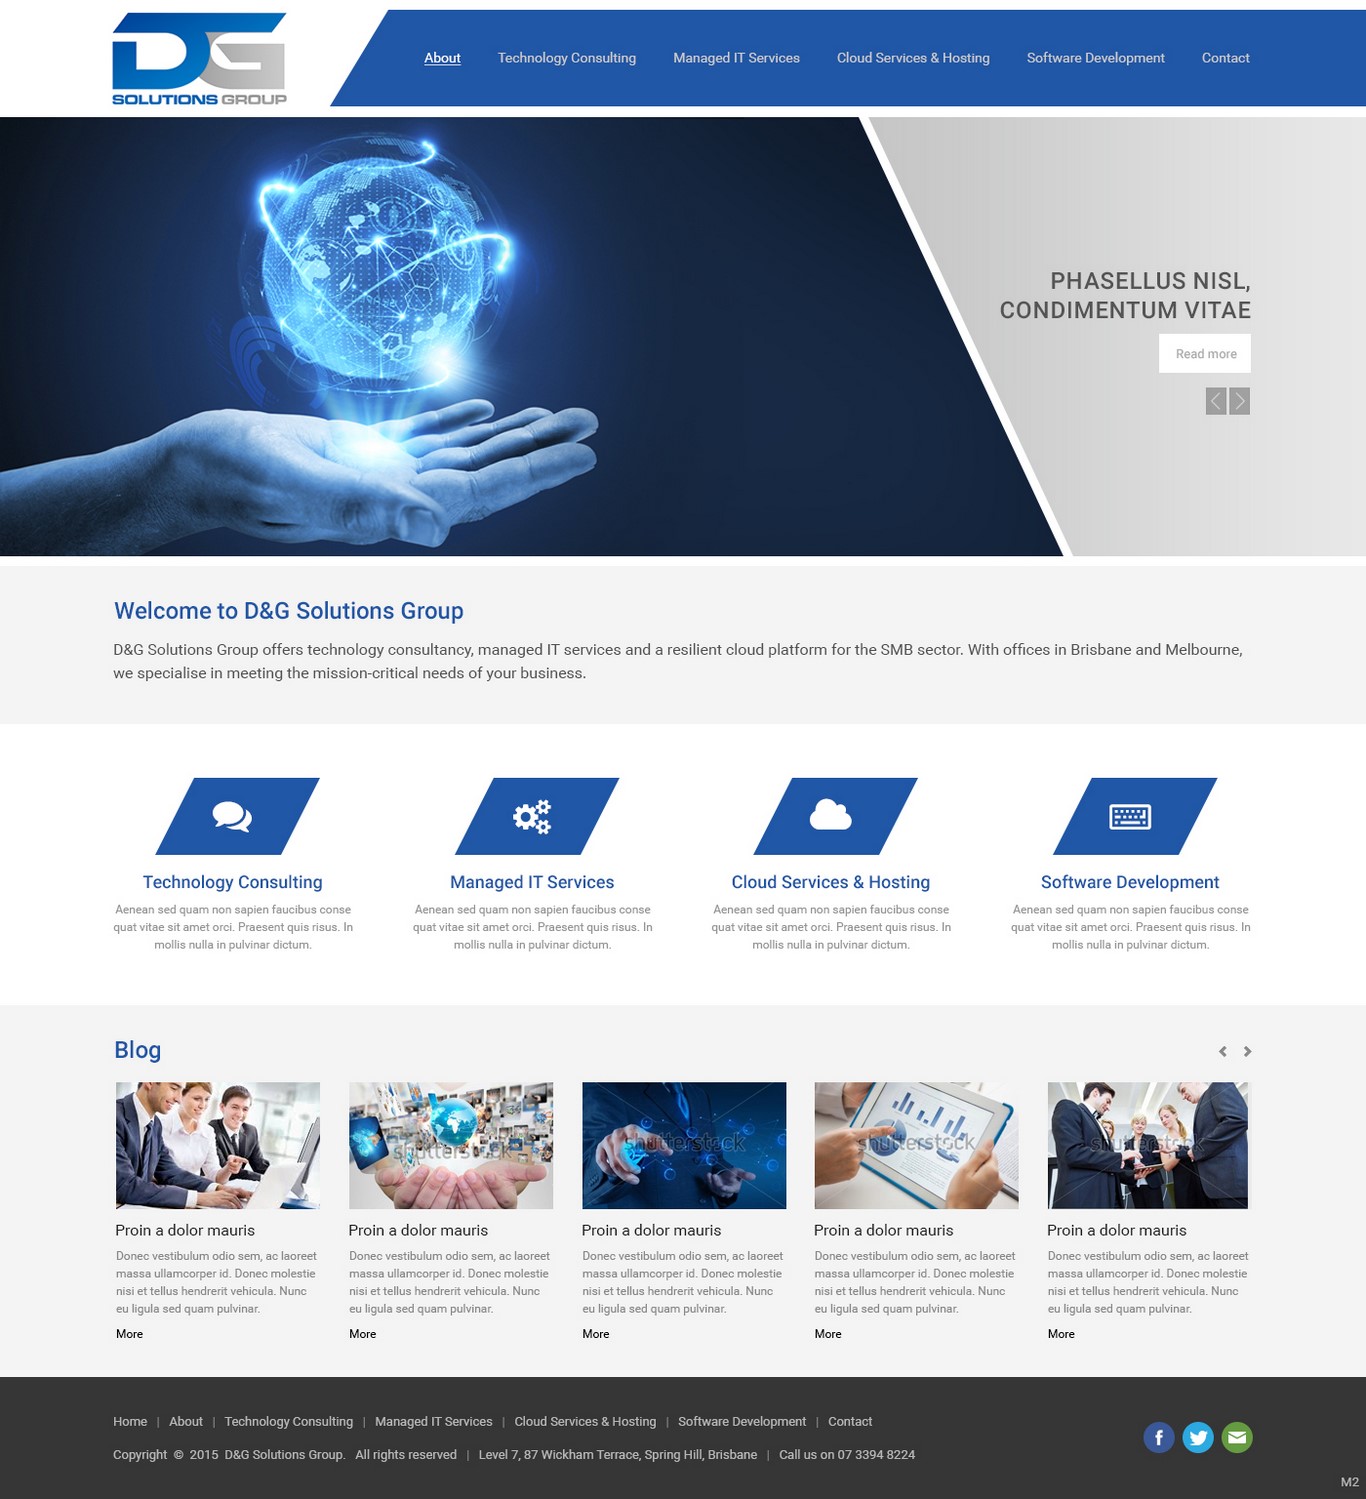 DG
SOLUTIONS GROUP
About
Technology Consulting
Managed IT Services
Cloud Services & Hosting
Software Development
Contact
PHASELLUS NISL,
CONDIMENTUM VITAE
Read more
Welcome to D&G Solutions Group
D&G Solutions Group offers technology consultancy, managed IT services and a resilient cloud platform for the SMB sector. With offices in Brisbane and Melbourne,
we specialise in meeting the mission-critical needs of your business.
Technology Consulting
Aenean sed quam non sapien faucibus conse
quat vitae sit amet orci. Praesent quis risus. In
mollis nulla in pulvinar dictum.
Managed IT Services
Aenean sed quam non sapien faucibus conse
quat vitae sit amet orci. Praesent quis risus. In
mollis nulla in pulvinar dictum.
Cloud Services & Hosting
Aenean sed quam non sapien faucibus conse
quat vitae sit amet orci. Praesent quis risus. In
mollis nulla in pulvinar dictum.
Software Development
Aenean sed quam non sapien faucibus conse
quat vitae sit amet orci. Praesent quis risus. In
mollis nulla in pulvinar dictum.
Blog
Proin a dolor mauris
Donec vestibulum odio sem, ac laoreet
massa ullamcorper id. Donec molestie
nisi et tellus hendrerit vehicula. Nunc
eu ligula sed quam pulvinar.
More
shutterstock
Proin a dolor mauris
Donec vestibulum odio sem, ac laoreet
massa ullamcorper id. Donec molestie
nisi et tellus hendrerit vehicula. Nunc
eu ligula sed quam pulvinar.
More
shutterstock
Proin a dolor mauris
Donec vestibulum odio sem, ac laoreet
massa ullamcorper id. Donec molestie
nisi et tellus hendrerit vehicula. Nunc
eu ligula sed quam pulvinar.
More
shutterstock
Proin a dolor mauris
Donec vestibulum odio sem, ac laoreet
massa ullamcorper id. Donec molestie
nisi et tellus hendrerit vehicula. Nunc
eu ligula sed quam pulvinar.
More
shutterstock
Proin a dolor mauris
Donec vestibulum odio sem, ac laoreet
massa ullamcorper id. Donec molestie
nisi et tellus hendrerit vehicula. Nunc
eu ligula sed quam pulvinar.
More
Home | About | Technology Consulting | Managed IT Services | Cloud Services & Hosting | Software Development | Contact
Copyright © 2015 D&G Solutions Group. All rights reserved | Level 7, 87 Wickham Terrace, Spring Hill, Brisbane | Call us on 07 3394 8224
M2